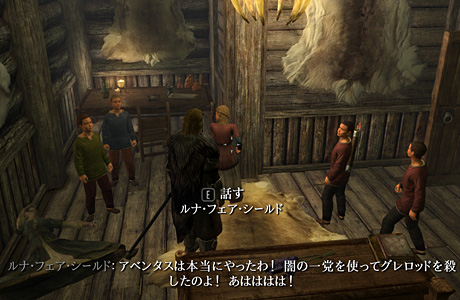 E 話す
ルナ・フェア・シールド
ルナ・フェア・シールド: アベンタスは本当にやったわ! 闇の一党を使ってグレロッドを殺
したのよ! あはははは!